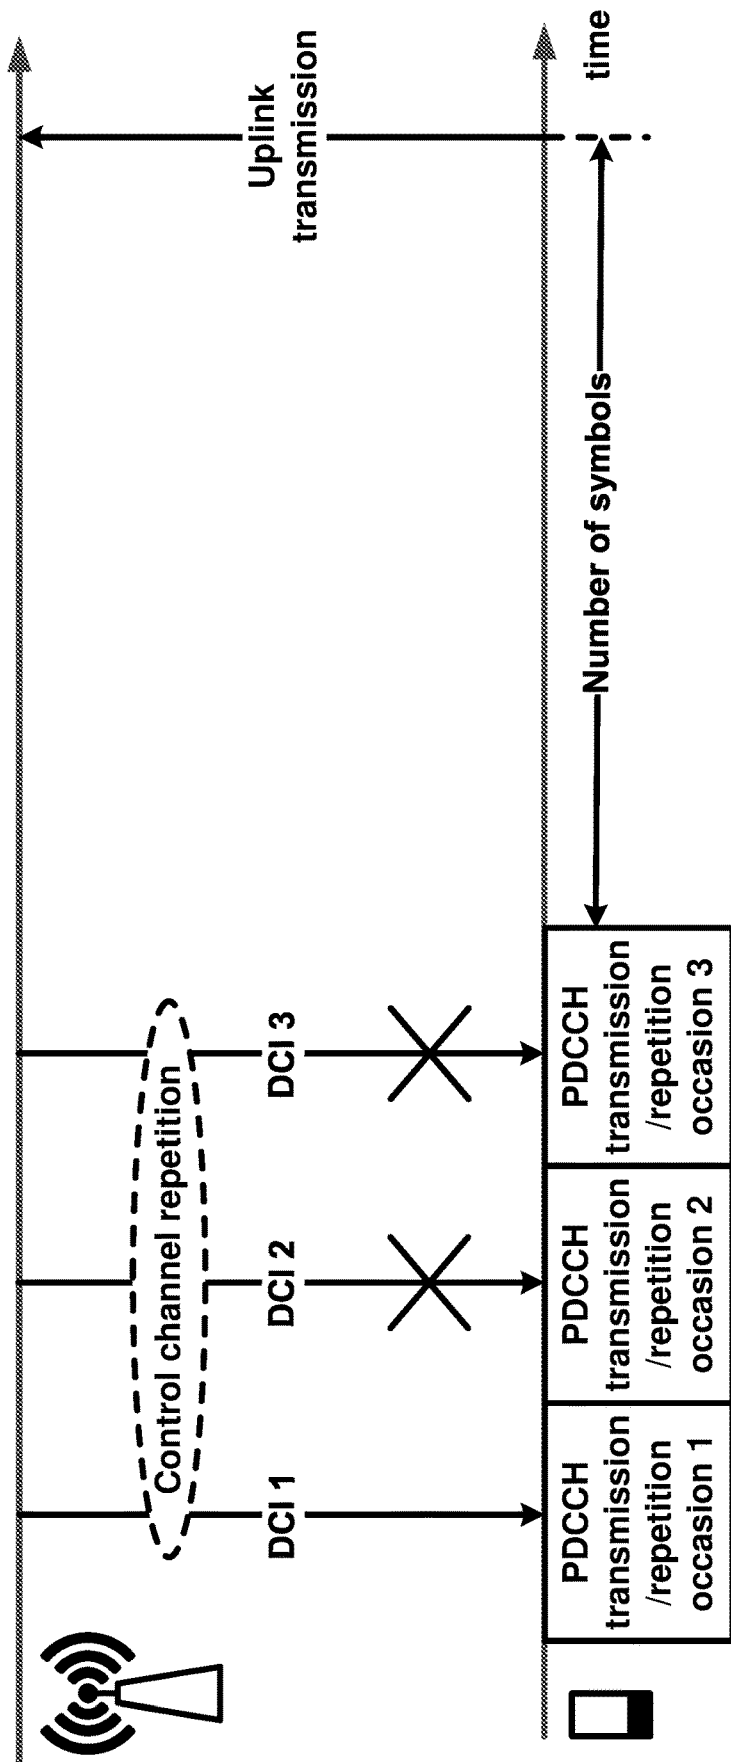 Control channel repetition
DCI 1
DCI 2
DCI 3
Uplink
transmission
PDCCH
transmission
/repetition
occasion 1
PDCCH
transmission
/repetition
occasion 2
PDCCH
transmission
/repetition
occasion 3
Number of symbols
time